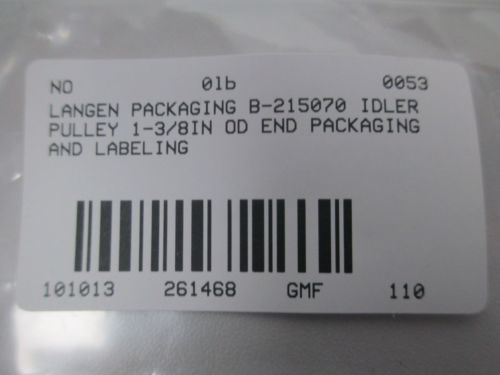 NO 01b 0053
LANGEN PACKAGING B-215070 IDLER
PULLEY 1-3/8IN OD END PACKAGING
AND LABELING
101013 261468 GMF 110